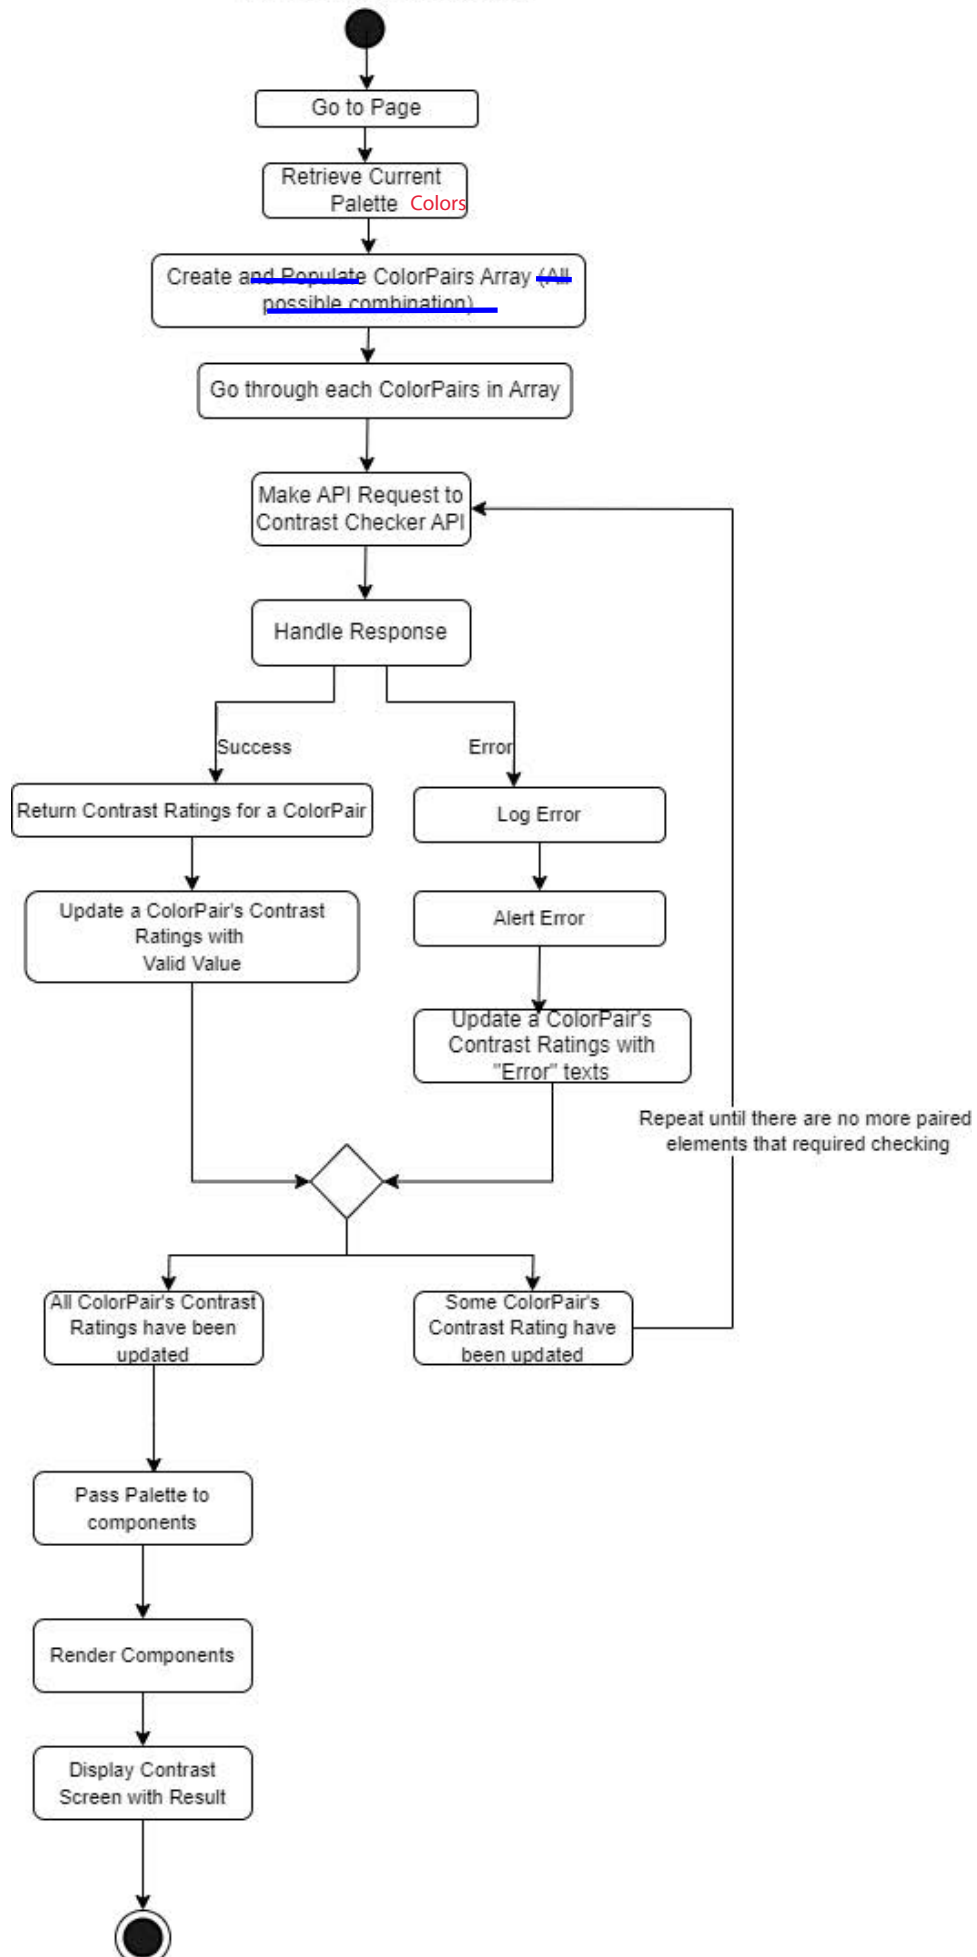 Go to Page
Retrieve Current
Palette Colors
Create and Populate ColorPairs Array (All
possible combination)
Go through each ColorPairs in Array
Make API Request to
Contrast Checker API
Handle Response
Success
Error
Return Contrast Ratings for a ColorPair
Log Error
Update a ColorPair's Contrast
Ratings with
Valid Value
Alert Error
Update a ColorPair's
Contrast Ratings with
"Error" texts
Repeat until there are no more paired
elements that required checking
All ColorPair's Contrast
Ratings have been
updated
Some ColorPair's
Contrast Rating have
been updated
Pass Palette to
components
Render Components
Display Contrast
Screen with Result